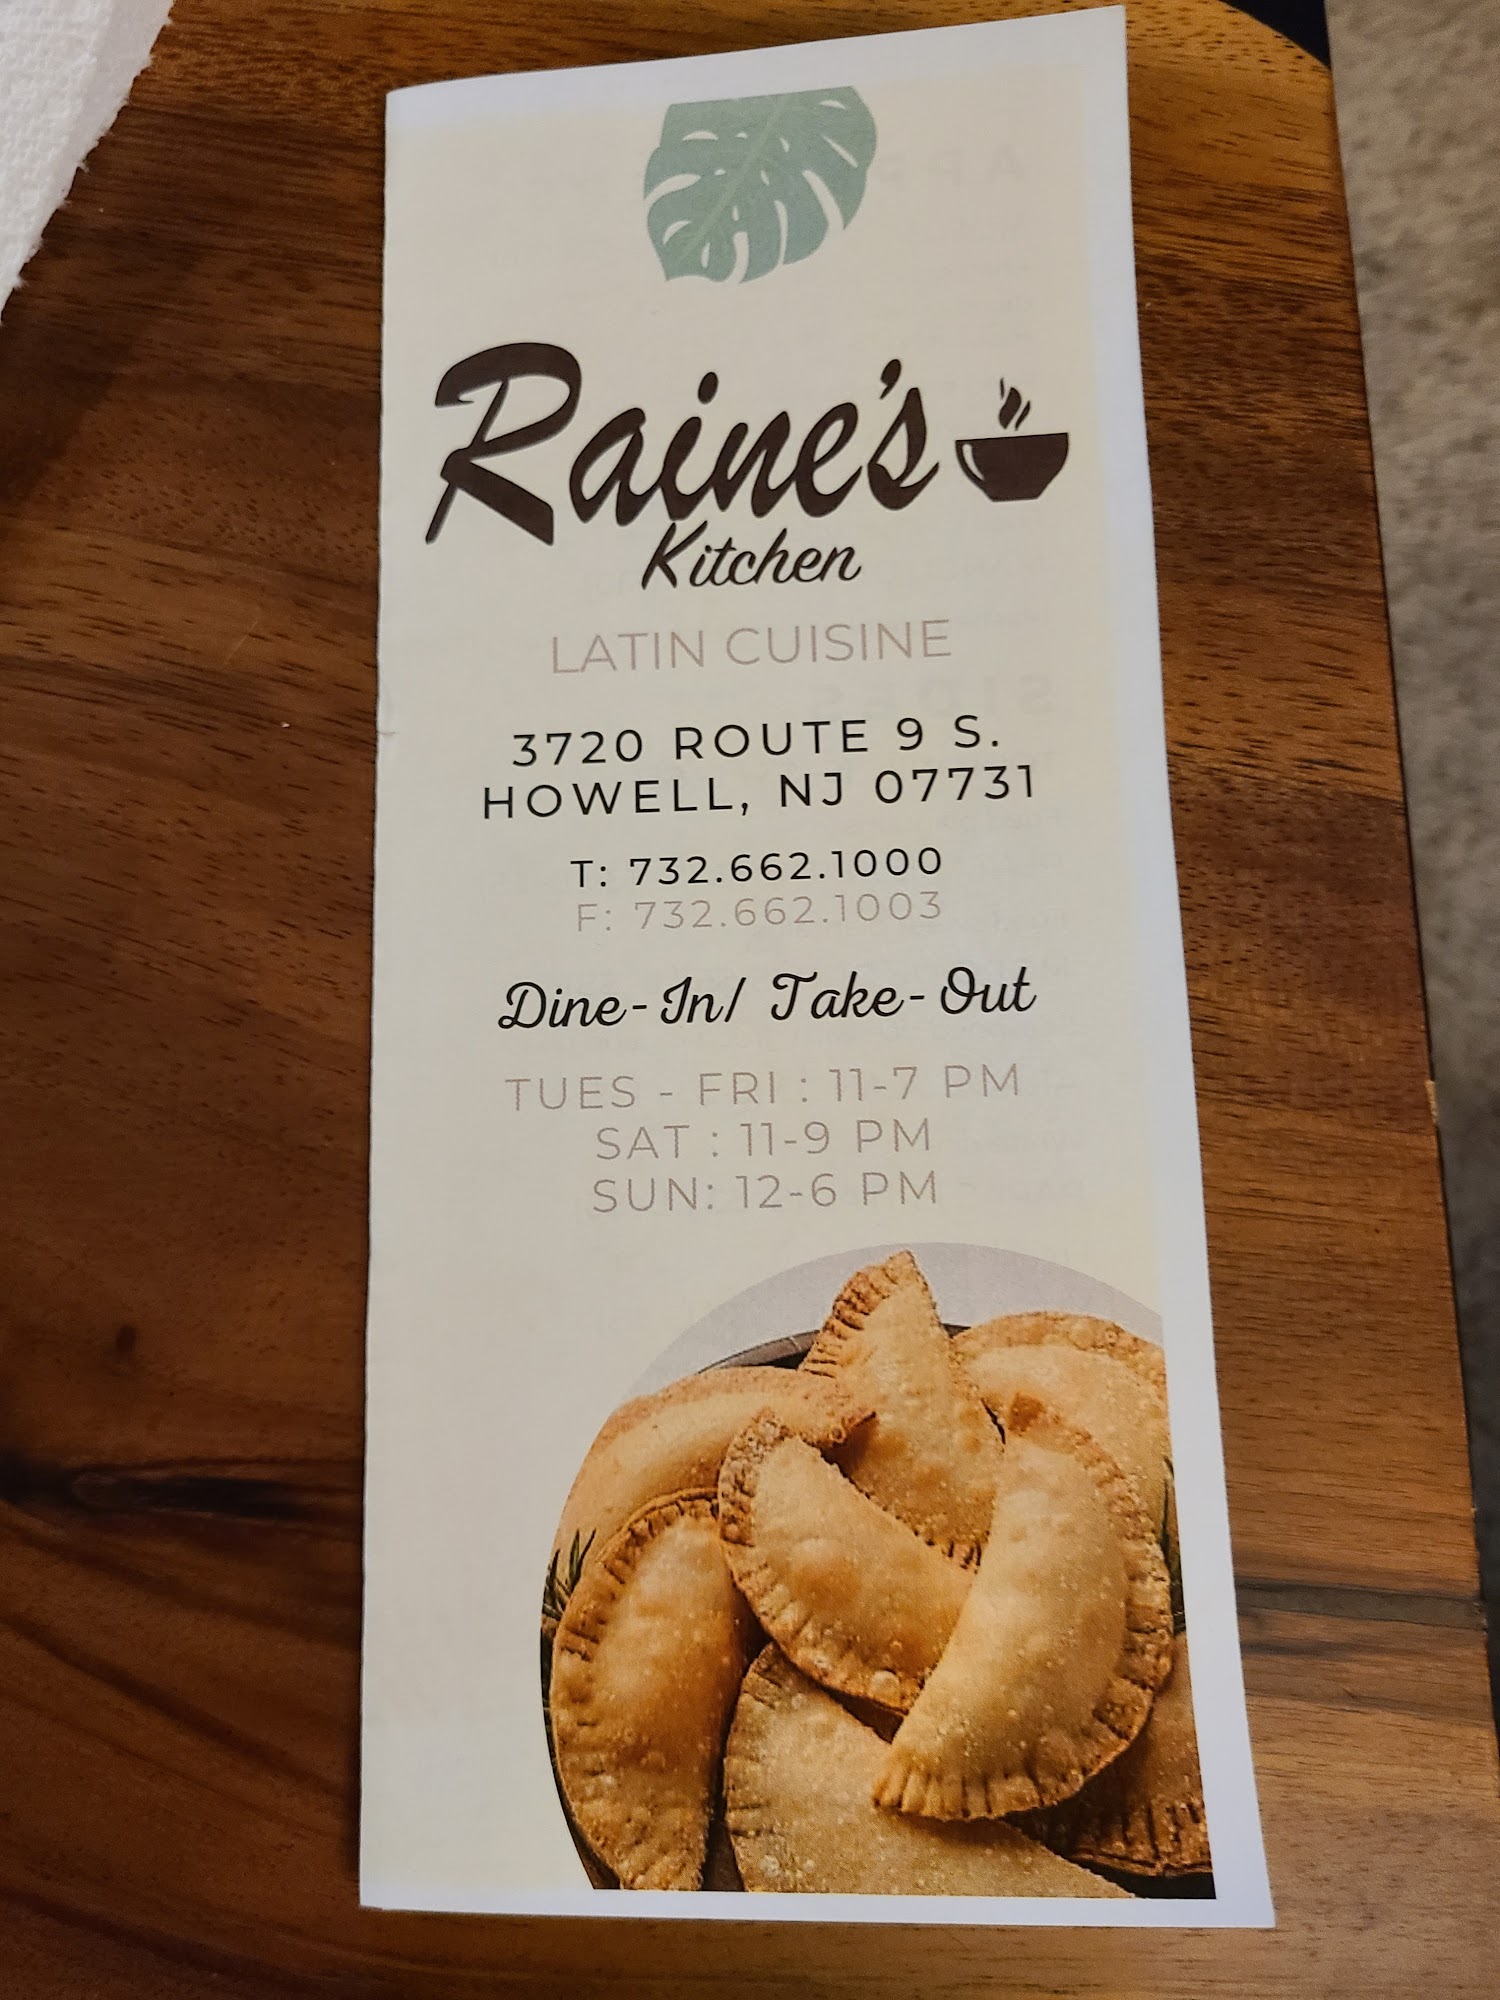 Raine's
Kitchen
LATIN CUISINE
3720 ROUTE 9 S.
HOWELL, NJ 07731
T: 732.662.1000
F: 732.662.1003
Dine-In/ Take-Out
TUES - FRI : 11-7 PM
SAT : 11-9 PM
SUN: 12-6 PM